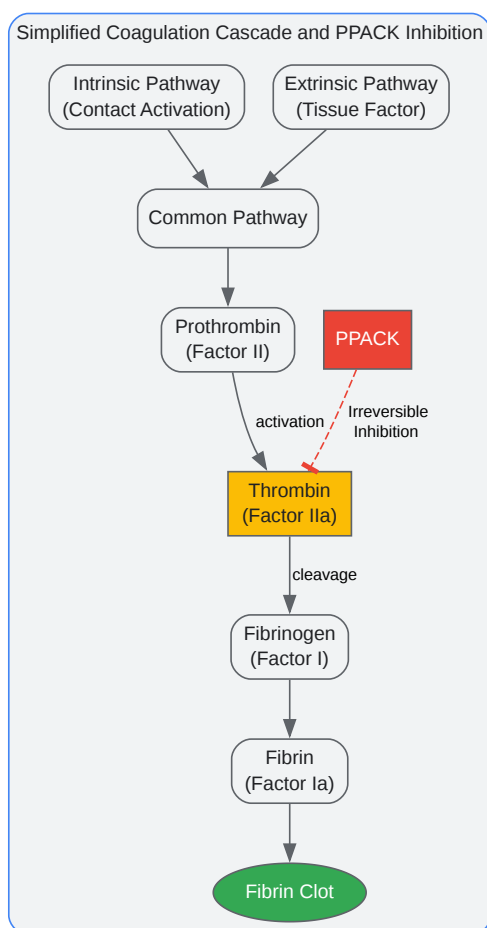 Simplified Coagulation Cascade and PPACK Inhibition
Intrinsic Pathway
(Contact Activation)
Extrinsic Pathway
(Tissue Factor)
Common Pathway
Prothrombin
(Factor II)
PPACK
activation
Irreversible
Inhibition
Thrombin
(Factor IIa)
cleavage
Fibrinogen
(Factor I)
Fibrin
(Factor Ia)
Fibrin Clot